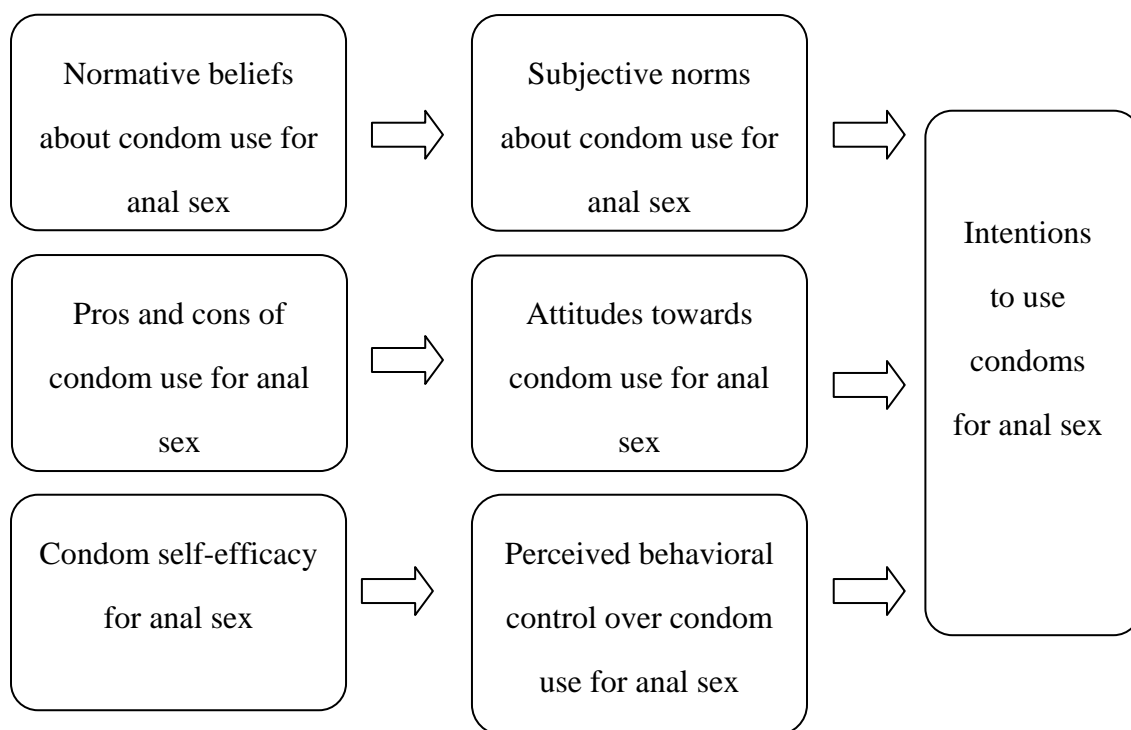 Normative beliefs
about condom use for
anal sex
Subjective norms
about condom use for
anal sex
Pros and cons of
condom use for anal
sex
Attitudes towards
condom use for anal
sex
Condom self-efficacy
for anal sex
Perceived behavioral
control over condom
use for anal sex
Intentions
to use
condoms
for anal sex